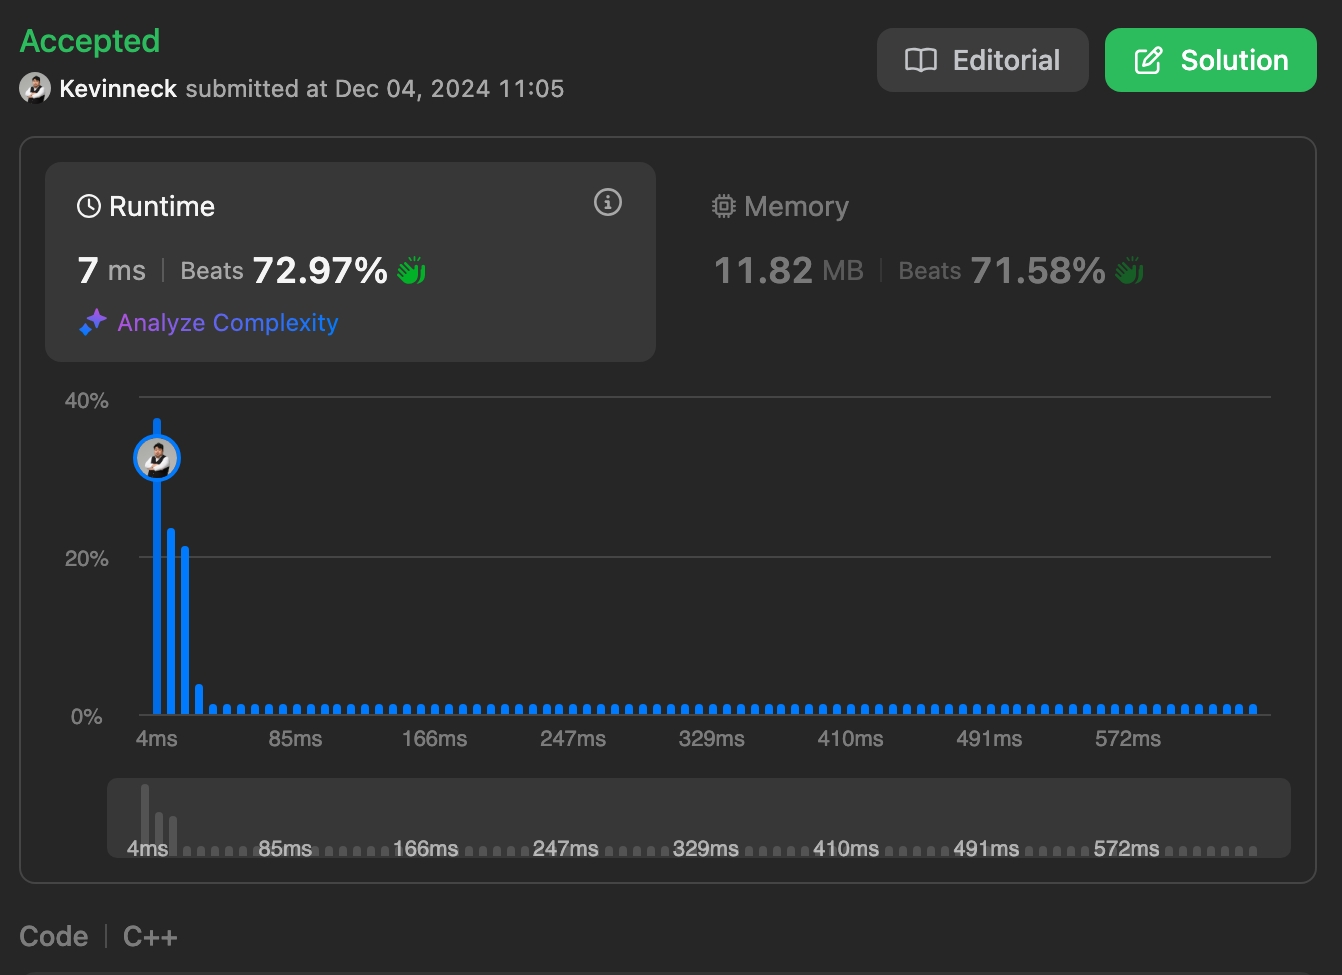 Accepted
Editorial
Solution
Kevinneck submitted at Dec 04, 2024 11:05
Runtime
7 ms | Beats 72.97%
Analyze Complexity
Memory
11.82 MB | Beats 71.58%
40%
20%
0%
4ms 85ms 166ms 247ms 329ms 410ms 491ms 572ms
4ms 85ms 166ms 247ms 329ms 410ms 491ms 572ms
Code | C++